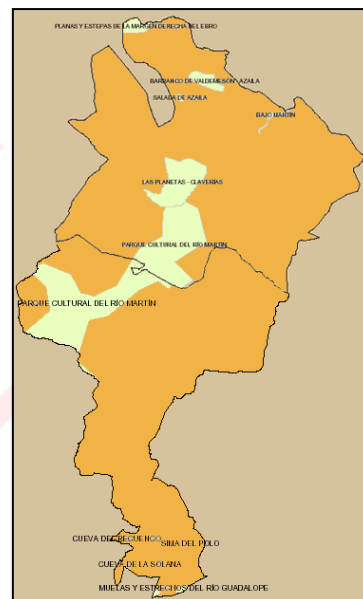 PLANAS Y ESTEPAS DE LA MARGEN DERECHA DEL EBRO
BARRANCO DE VALDEMESÓN - AZAILA
SALADA DE AZAILA
BAJO MARTÍN
LAS PLANETAS - CLAVERÍAS
PARQUE CULTURAL DEL RÍO MARTÍN
PARQUE CULTURAL DEL RÍO MARTÍN
CUEVA DEL RECUENCO
SIMA DEL POLO
CUEVA DE LA SOLANA
MUELAS Y ESTRECHOS DEL RÍO GUADALOPE